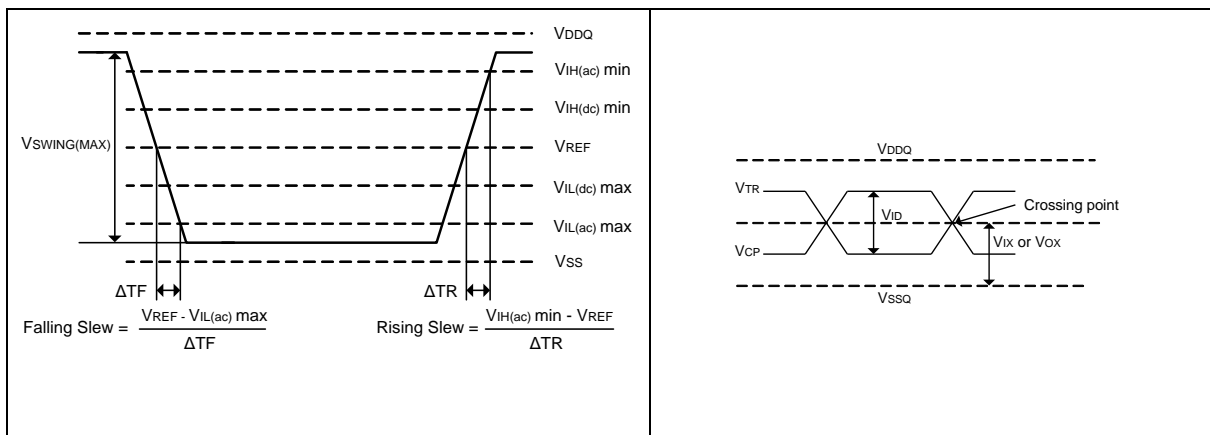 VDDQ
VIH(ac) min
VIH(dc) min
VSWING(MAX)
VREF
VIL(dc) max
VIL(ac) max
VSS
ΔTF
ΔTR
Falling Slew = VREF - VIL(ac) max
ΔTF
Rising Slew = VIH(ac) min - VREF
ΔTR
VDDQ
VTR
VID
Crossing point
VCP
VIX or VOX
VSSQ